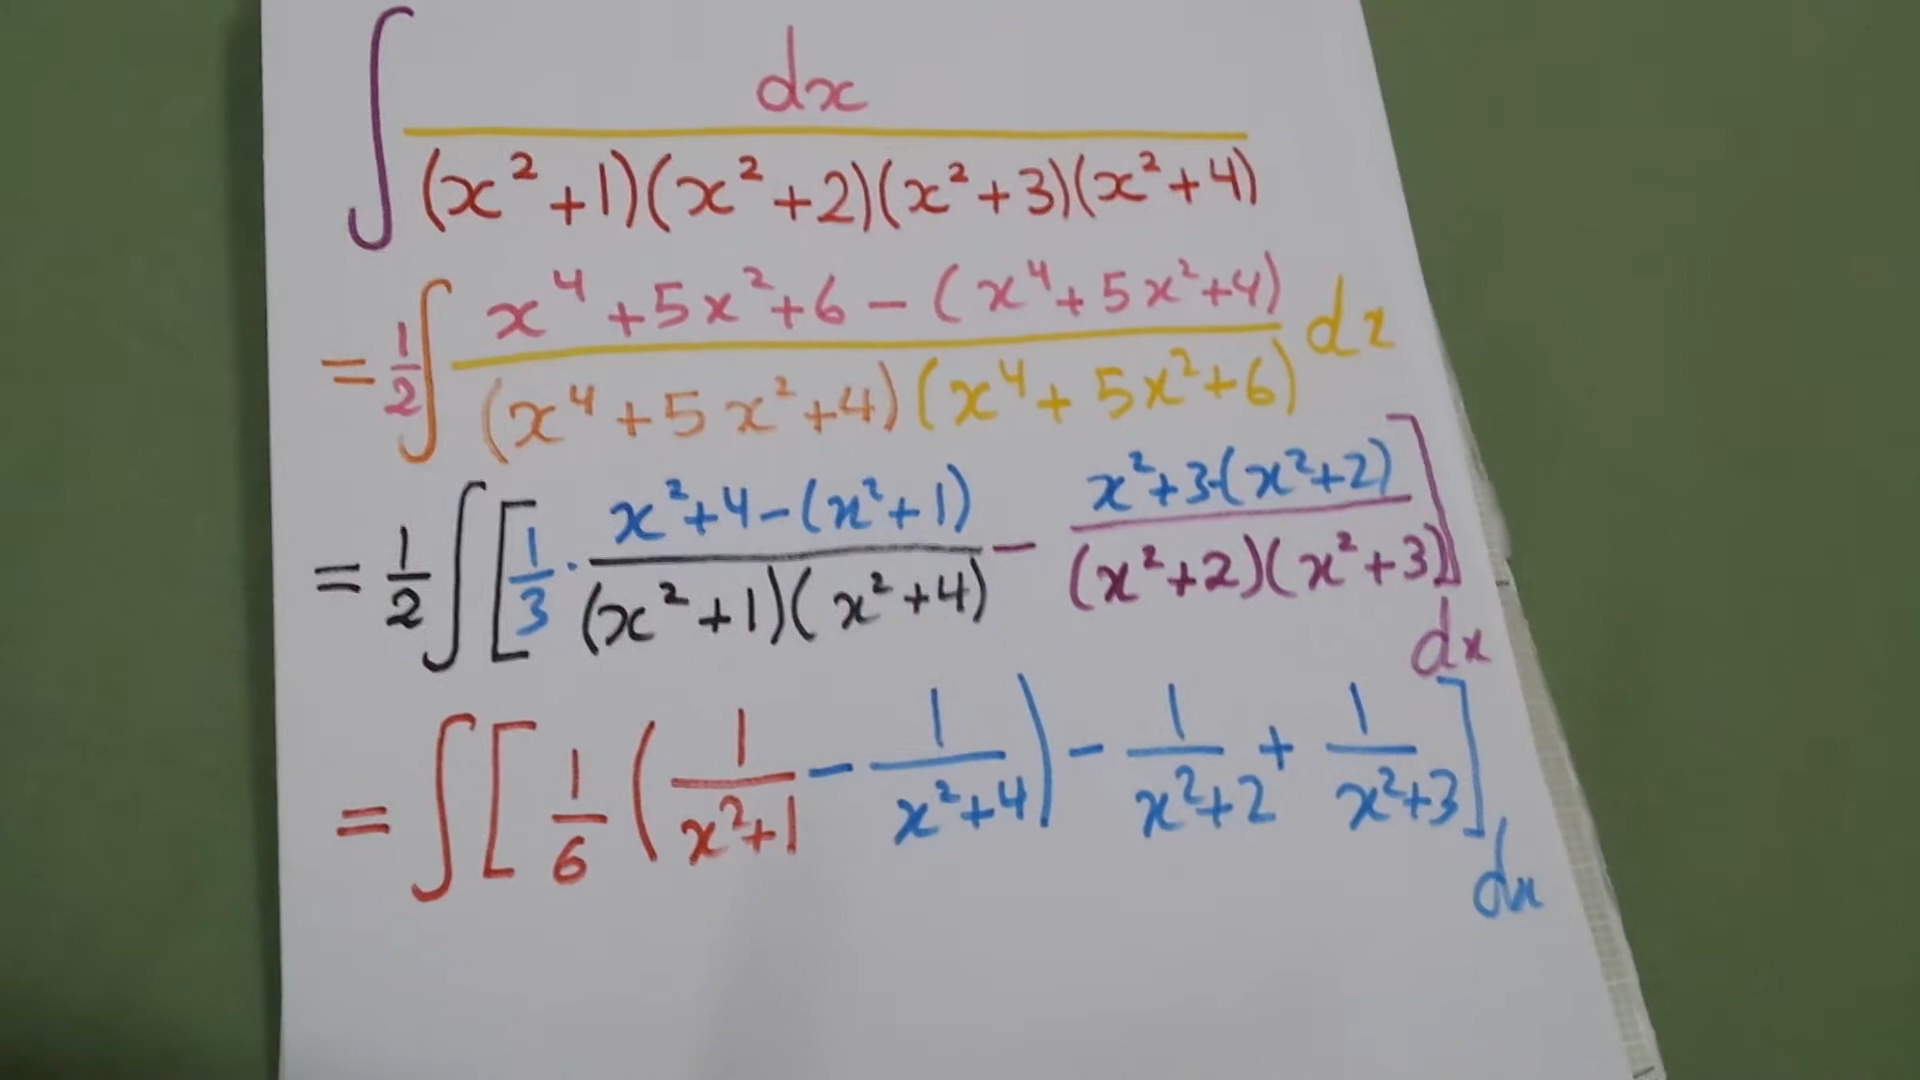 ∫ dx / (x² + 1)(x² + 2)(x² + 3)(x² + 4)
= 1/2 ∫ x⁴ + 5x² + 6 - (x⁴ + 5x² + 4) / (x⁴ + 5x² + 4)(x⁴ + 5x² + 6) dx
= 1/2 ∫ [ 1/3 · x² + 4 - (x² + 1) / (x² + 1)(x² + 4) - x² + 3 - (x² + 2) / (x² + 2)(x² + 3) ] dx
= ∫ [ 1/6 ( 1 / x² + 1 - 1 / x² + 4 ) - 1 / x² + 2 + 1 / x² + 3 ] dx